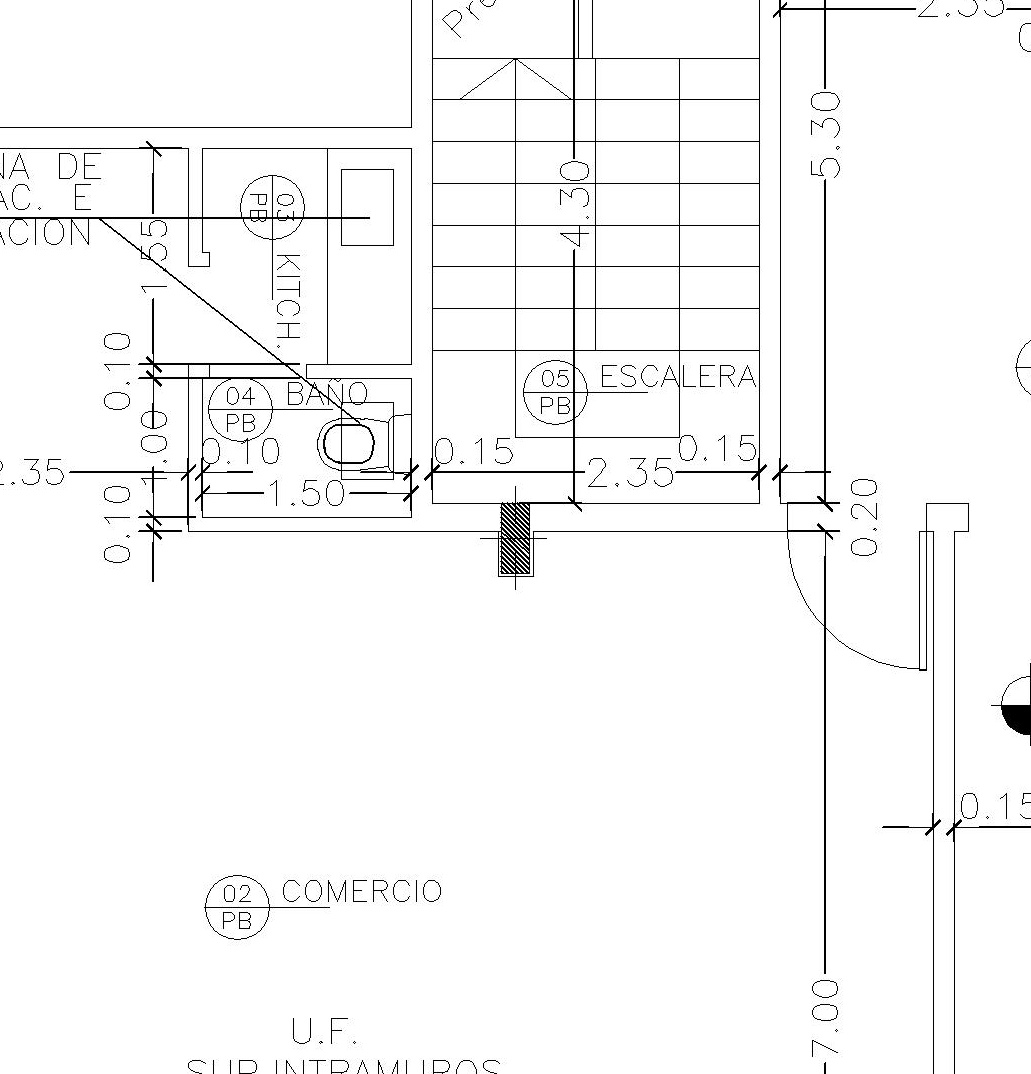 Pre
2.35
5.30
NA DE
AC. E
ACION
03
PB
KITCH.
1.55
4.30
0.10
05
PB
ESCALERA
04
PB
BAÑO
1.00
0.10
0.15
0.15
2.35
2.35
1.50
0.10
0.20
0.15
02
PB
COMERCIO
7.00
U.F.
SUP.INTRAMUROS